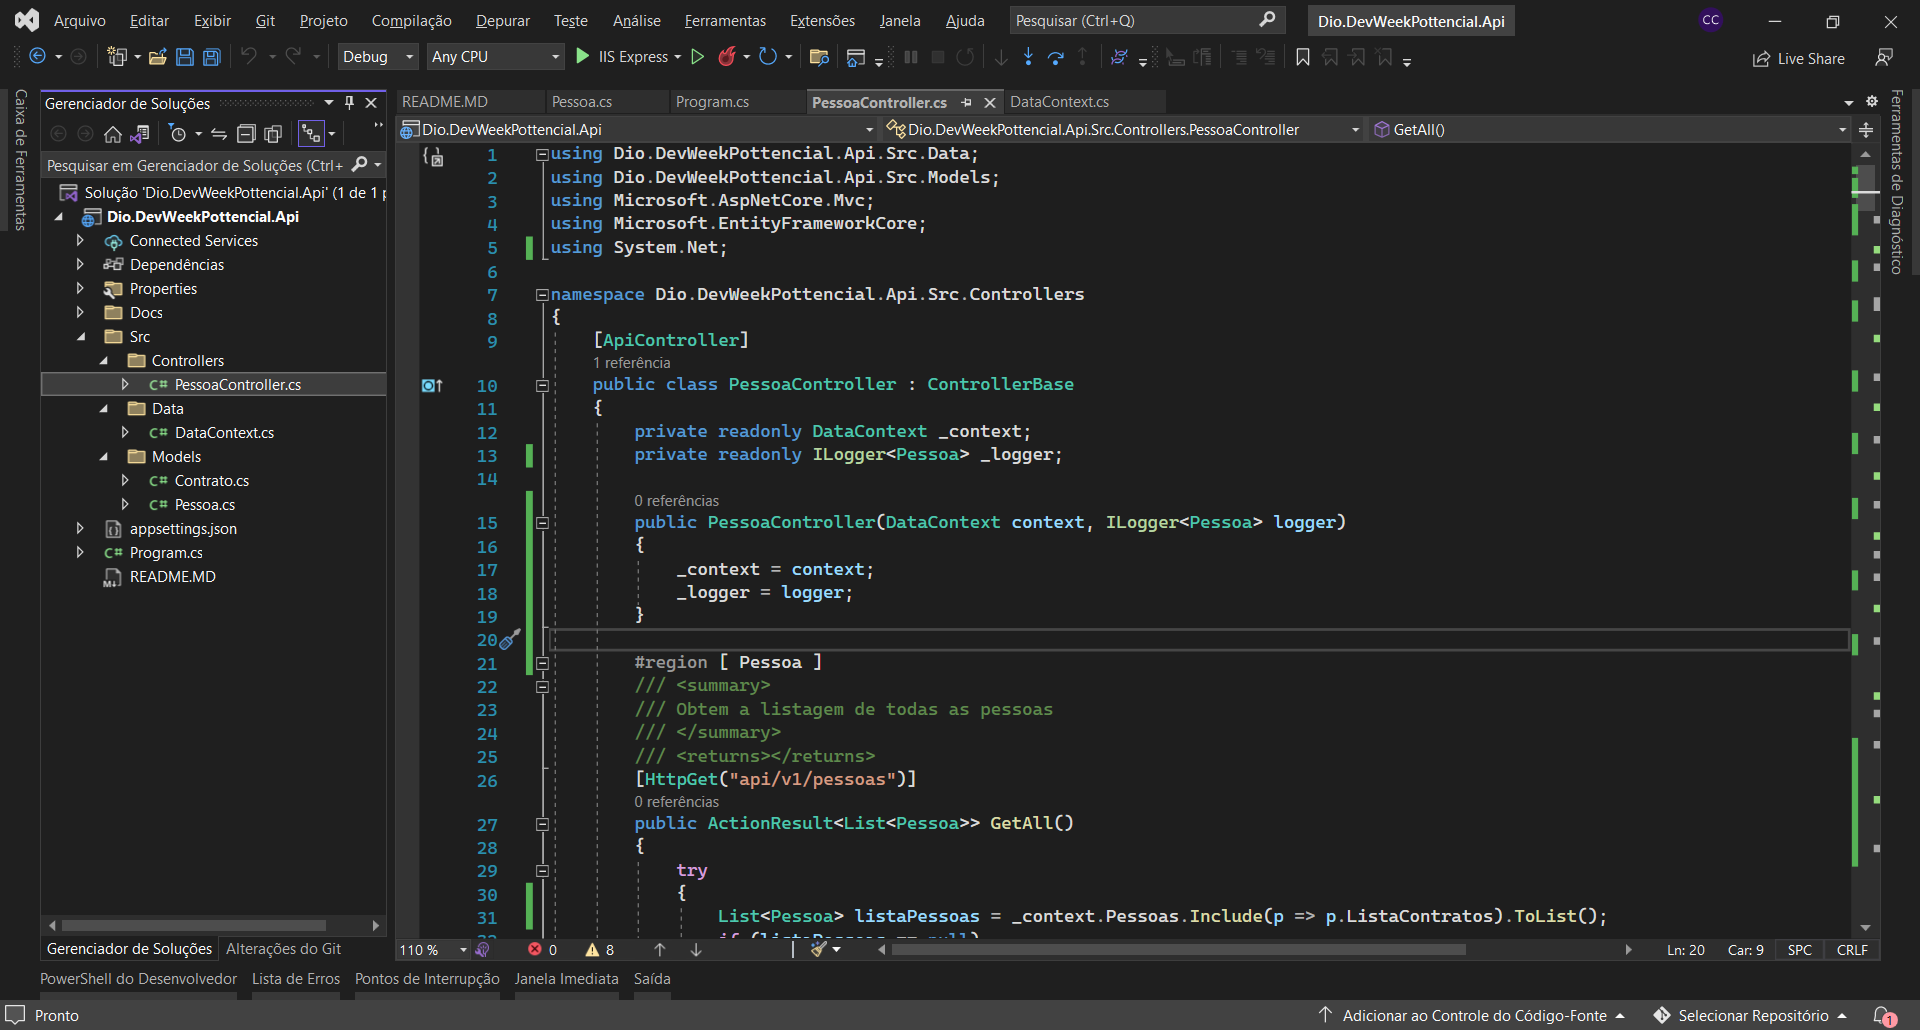 Arquivo Editar Exibir Git Projeto Compilação Depurar Teste Análise Ferramentas Extensões Janela Ajuda Pesquisar (Ctrl+Q) Dio.DevWeekPottencial.Api CC
Debug Any CPU IIS Express Live Share
Caixa de Ferramentas
Gerenciador de Soluções
Pesquisar em Gerenciador de Soluções (Ctrl+
Solução 'Dio.DevWeekPottencial.Api' (1 de 1 p
Dio.DevWeekPottencial.Api
Connected Services
Dependências
Properties
Docs
Src
Controllers
C# PessoaController.cs
Data
C# DataContext.cs
Models
C# Contrato.cs
C# Pessoa.cs
appsettings.json
C# Program.cs
README.MD
Gerenciador de Soluções Alterações do Git
README.MD Pessoa.cs Program.cs PessoaController.cs DataContext.cs
Dio.DevWeekPottencial.Api Dio.DevWeekPottencial.Api.Src.Controllers.PessoaController GetAll()
1 using Dio.DevWeekPottencial.Api.Src.Data;
2 using Dio.DevWeekPottencial.Api.Src.Models;
3 using Microsoft.AspNetCore.Mvc;
4 using Microsoft.EntityFrameworkCore;
5 using System.Net;
6
7 namespace Dio.DevWeekPottencial.Api.Src.Controllers
8 {
9 [ApiController]
1 referência
10 public class PessoaController : ControllerBase
11 {
12 private readonly DataContext _context;
13 private readonly ILogger<Pessoa> _logger;
14
0 referências
15 public PessoaController(DataContext context, ILogger<Pessoa> logger)
16 {
17 _context = context;
18 _logger = logger;
19 }
20
21 #region [ Pessoa ]
22 /// <summary>
23 /// Obtem a listagem de todas as pessoas
24 /// </summary>
25 /// <returns></returns>
26 [HttpGet("api/v1/pessoas")]
0 referências
27 public ActionResult<List<Pessoa>> GetAll()
28 {
29 try
30 {
31 List<Pessoa> listaPessoas = _context.Pessoas.Include(p => p.ListaContratos).ToList();
Ferramentas de Diagnóstico
110 % 0 8 Ln: 20 Car: 9 SPC CRLF
PowerShell do Desenvolvedor Lista de Erros Pontos de Interrupção Janela Imediata Saída
Pronto Adicionar ao Controle do Código-Fonte Selecionar Repositório 1